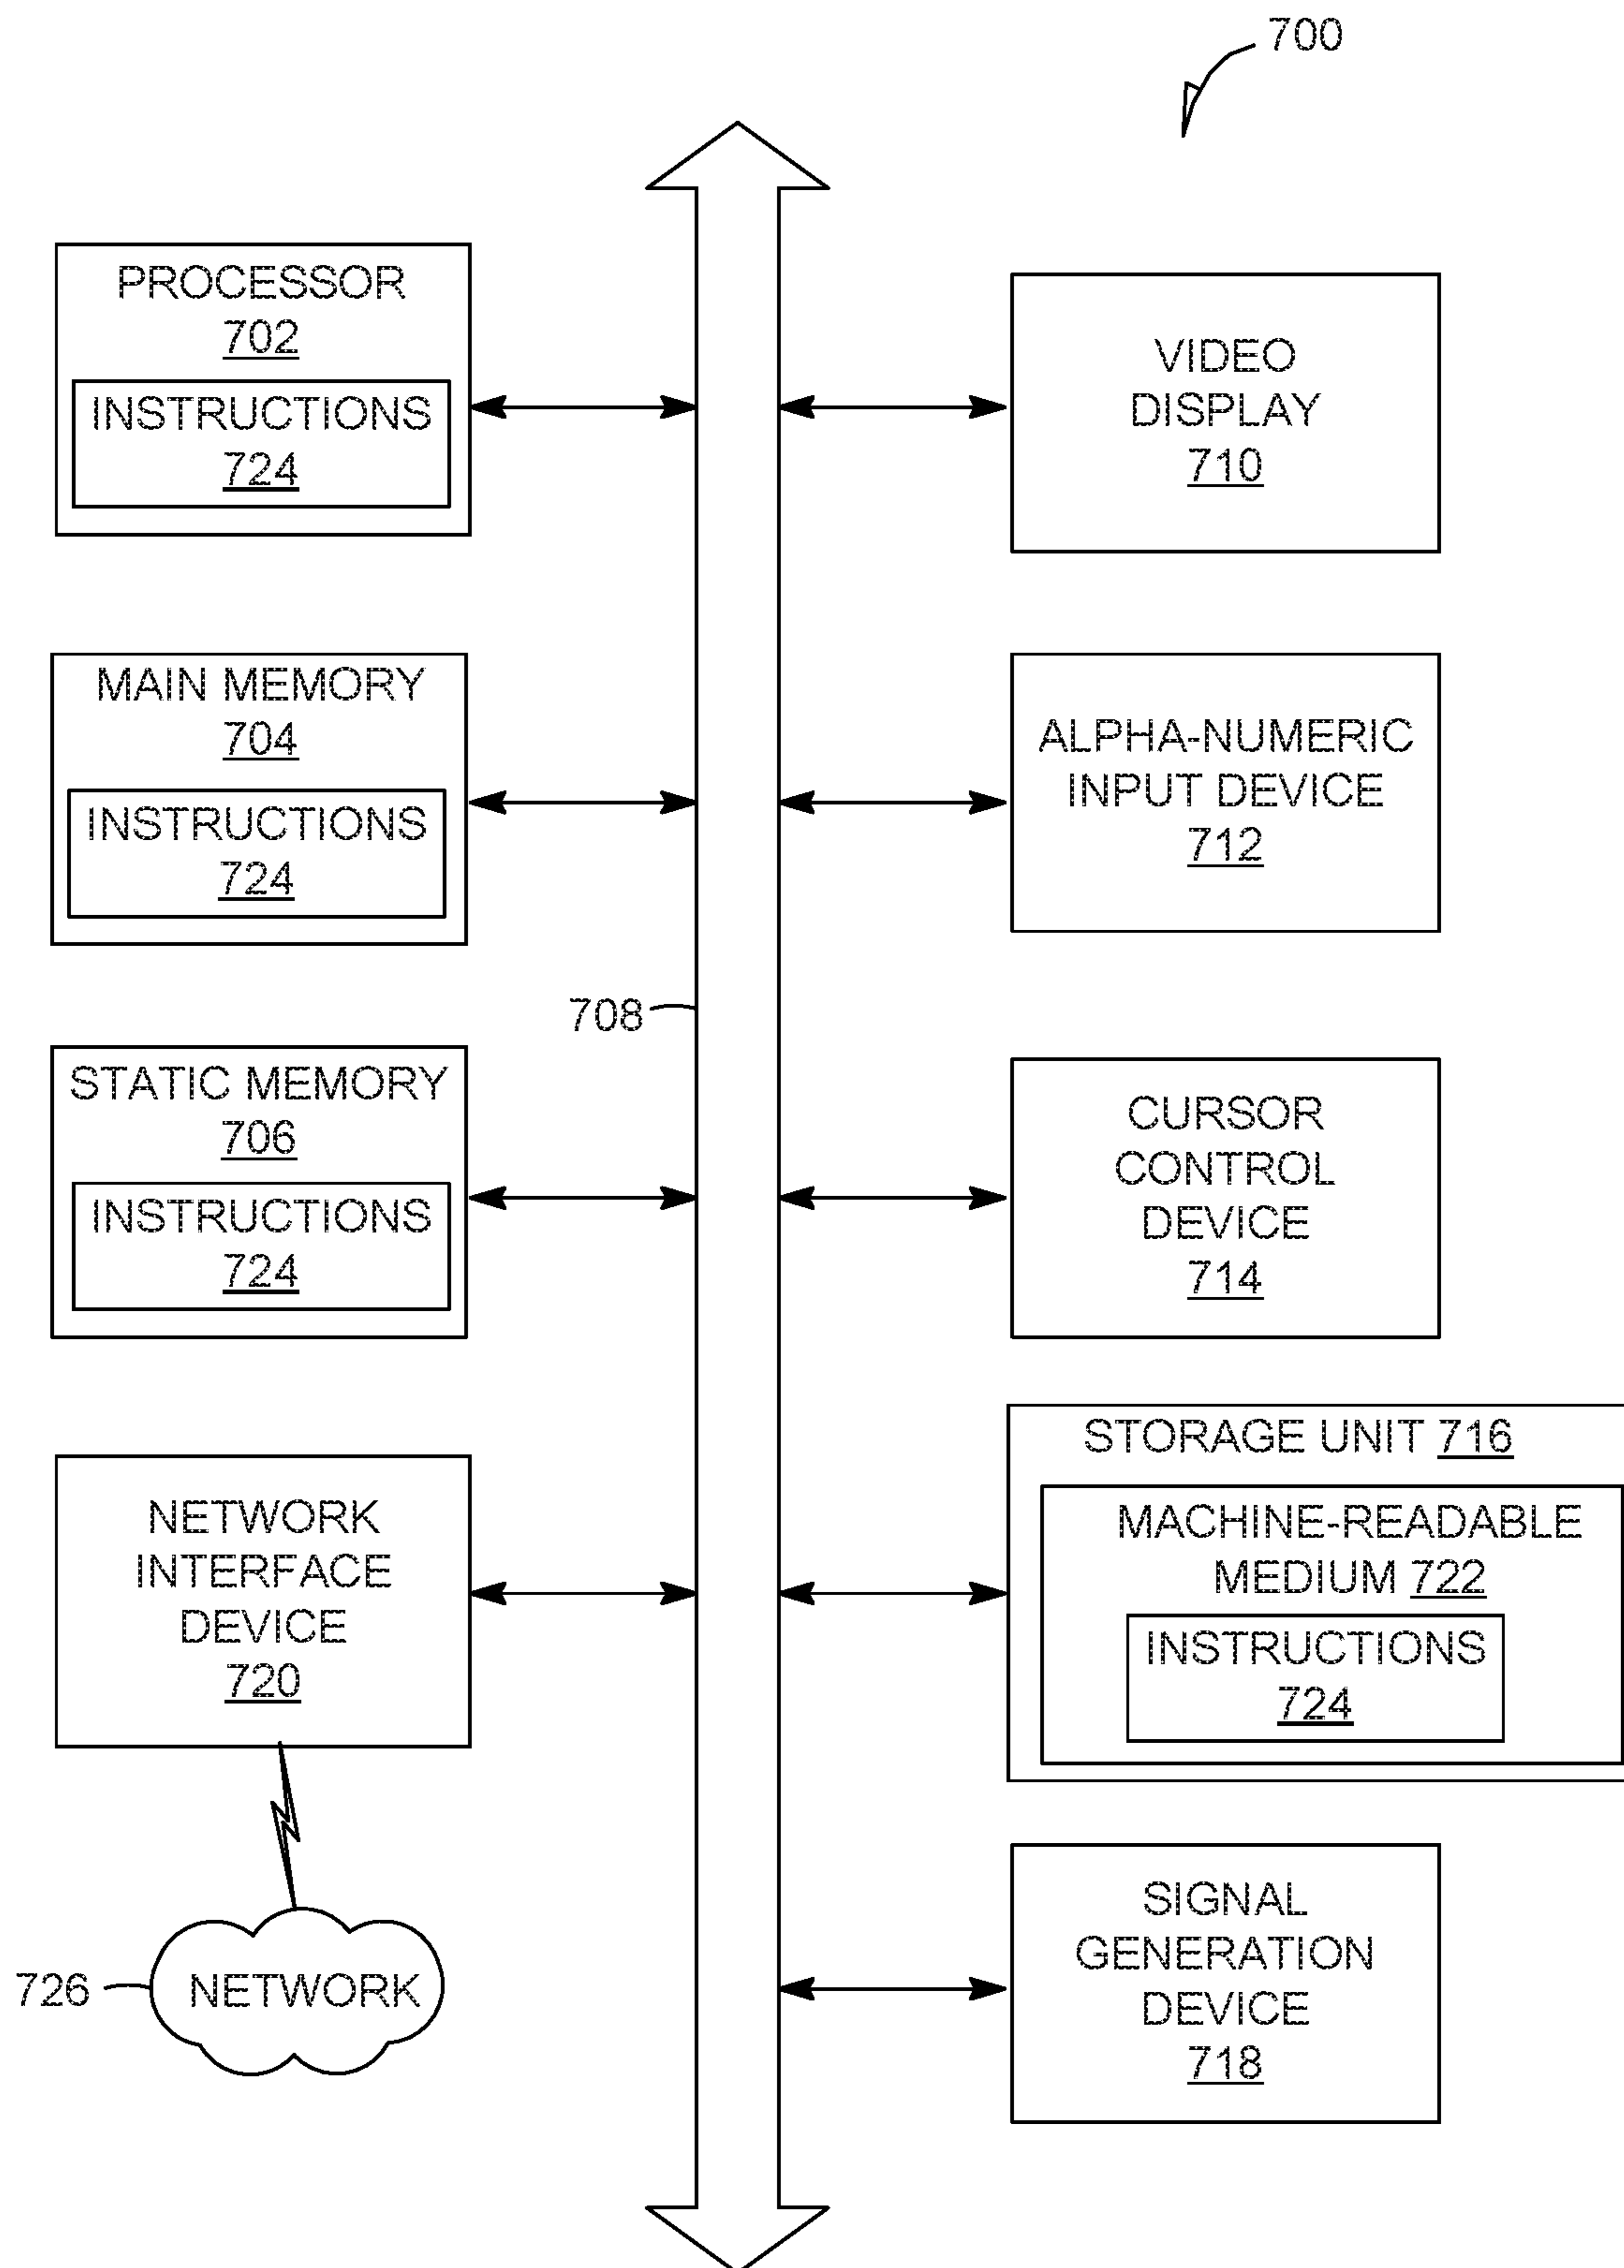 700
PROCESSOR
702
INSTRUCTIONS
724
VIDEO
DISPLAY
710
MAIN MEMORY
704
INSTRUCTIONS
724
ALPHA-NUMERIC
INPUT DEVICE
712
708
STATIC MEMORY
706
INSTRUCTIONS
724
CURSOR
CONTROL
DEVICE
714
NETWORK
INTERFACE
DEVICE
720
STORAGE UNIT 716
MACHINE-READABLE
MEDIUM 722
INSTRUCTIONS
724
726
NETWORK
SIGNAL
GENERATION
DEVICE
718